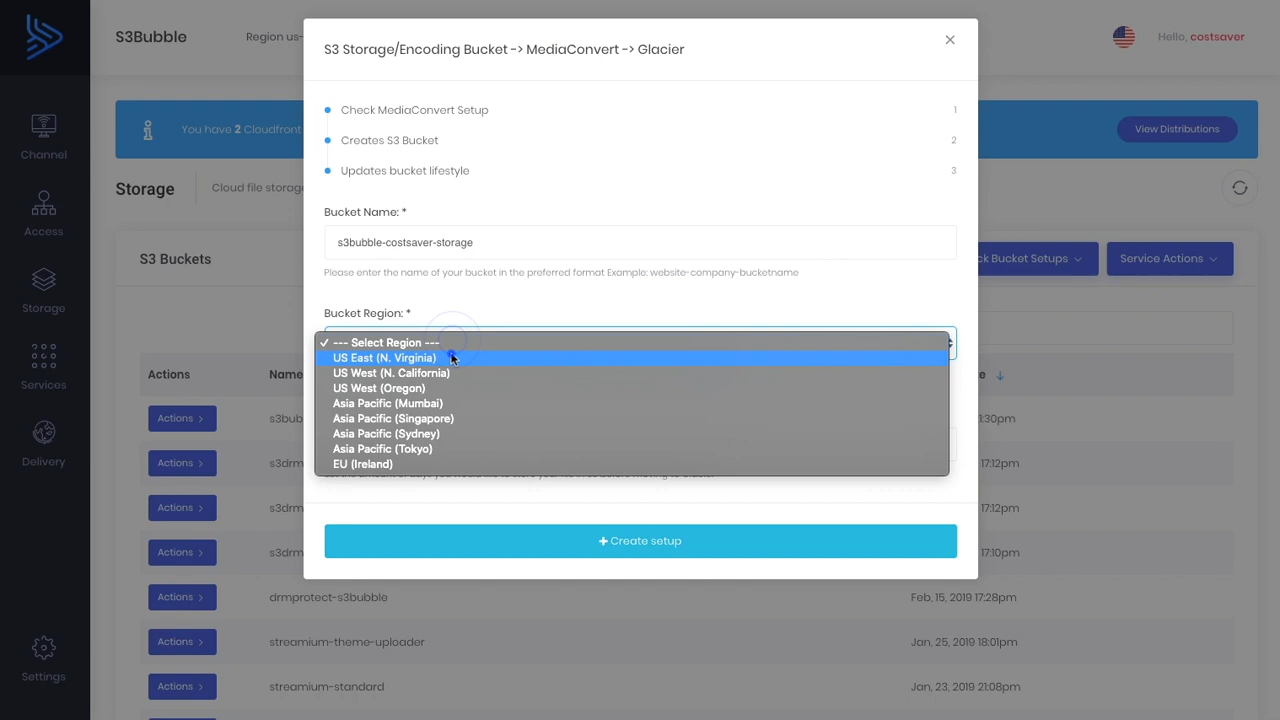 S3Bubble
Region us-
Hello, costsaver
Channel
Access
Storage
Services
Delivery
Settings
You have 2 Cloudfront
View Distributions
Storage
Cloud file storage
S3 Buckets
ck Bucket Setups
Service Actions
Actions
Name
te
Actions
s3bub
1:30pm
Actions
s3drm
17:12pm
Actions
s3drm
17:12pm
Actions
s3drm
17:10pm
Actions
drmprotect-s3bubble
Feb, 15, 2019 17:28pm
Actions
streamium-theme-uploader
Jan, 25, 2019 18:01pm
Actions
streamium-standard
Jan, 23, 2019 21:08pm
S3 Storage/Encoding Bucket -> MediaConvert -> Glacier
Check MediaConvert Setup
1
Creates S3 Bucket
2
Updates bucket lifestyle
3
Bucket Name: *
s3bubble-costsaver-storage
Please enter the name of your bucket in the preferred format Example: website-company-bucketname
Bucket Region: *
--- Select Region ---
US East (N. Virginia)
US West (N. California)
US West (Oregon)
Asia Pacific (Mumbai)
Asia Pacific (Singapore)
Asia Pacific (Sydney)
Asia Pacific (Tokyo)
EU (Ireland)
+ Create setup